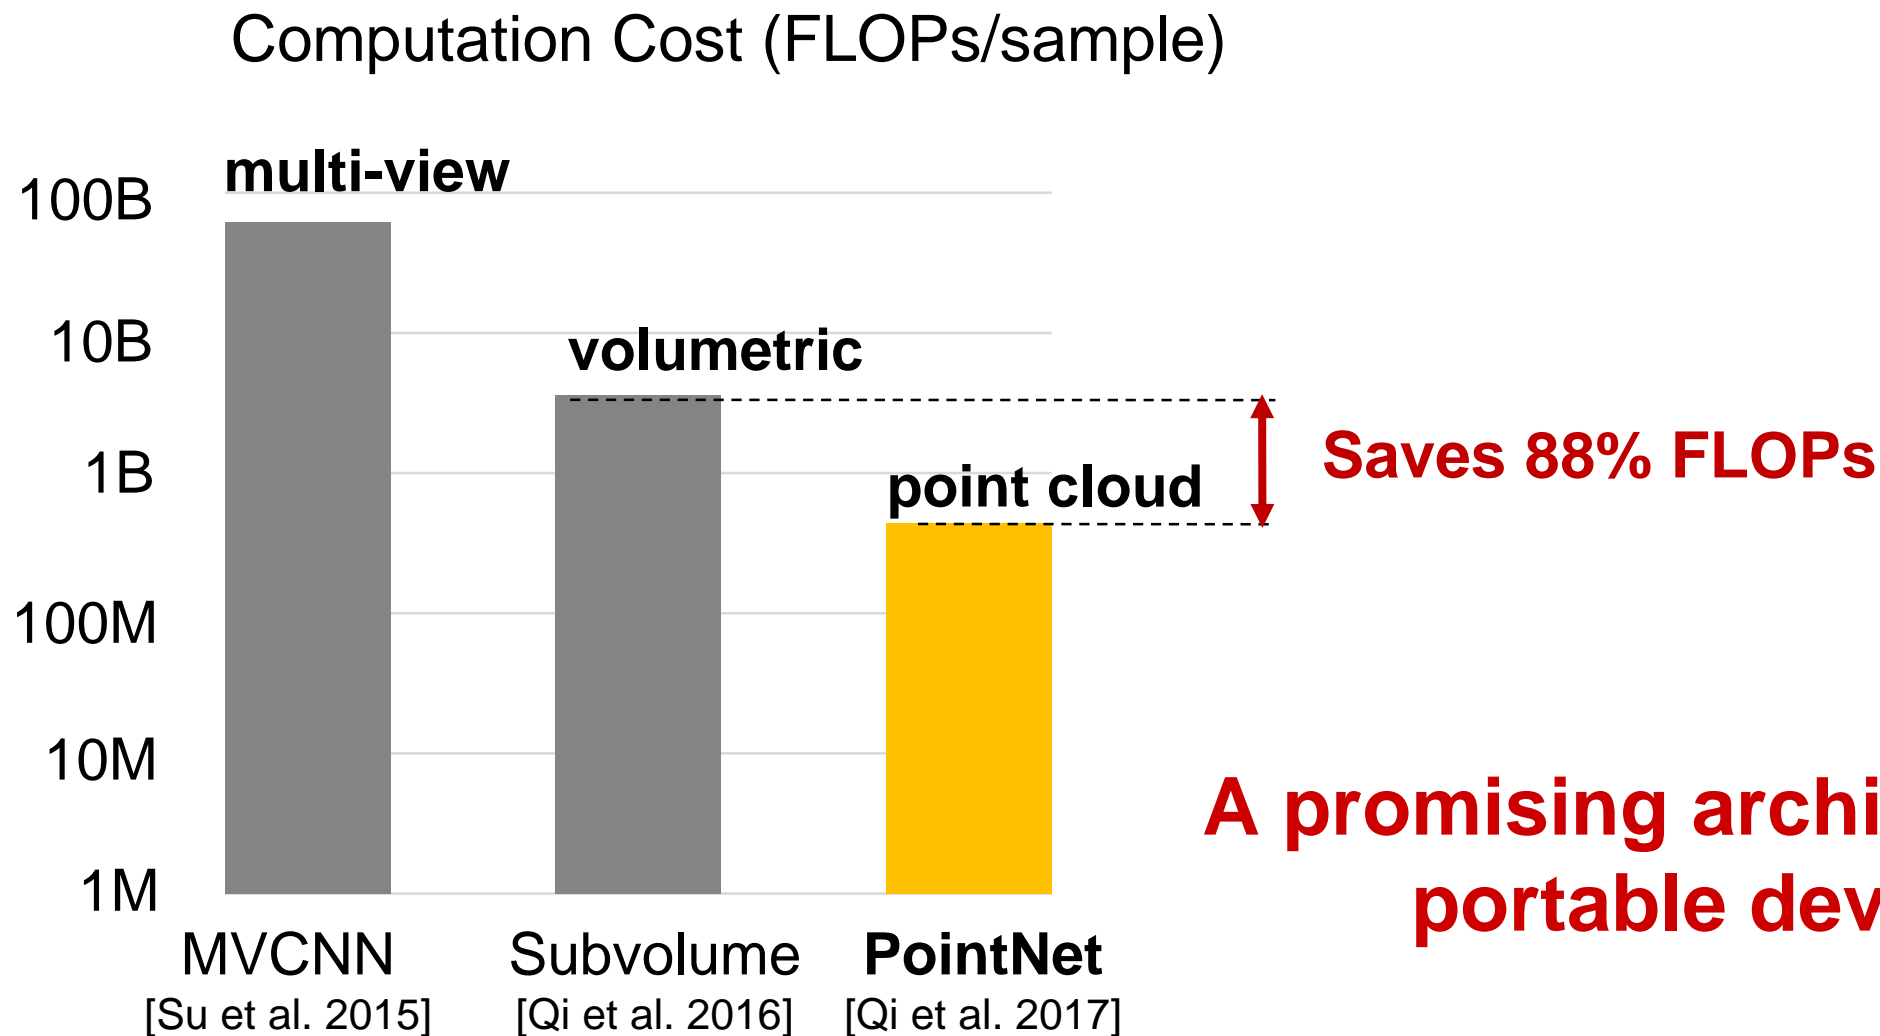 Computation Cost (FLOPs/sample)
multi-view
100B
10B
volumetric
1B
Saves 88% FLOPs
point cloud
100M
10M
A promising archi
1M
portable dev
MVCNN
Subvolume
PointNet
[Su et al. 2015]
[Qi et al. 2016]
[Qi et al. 2017]